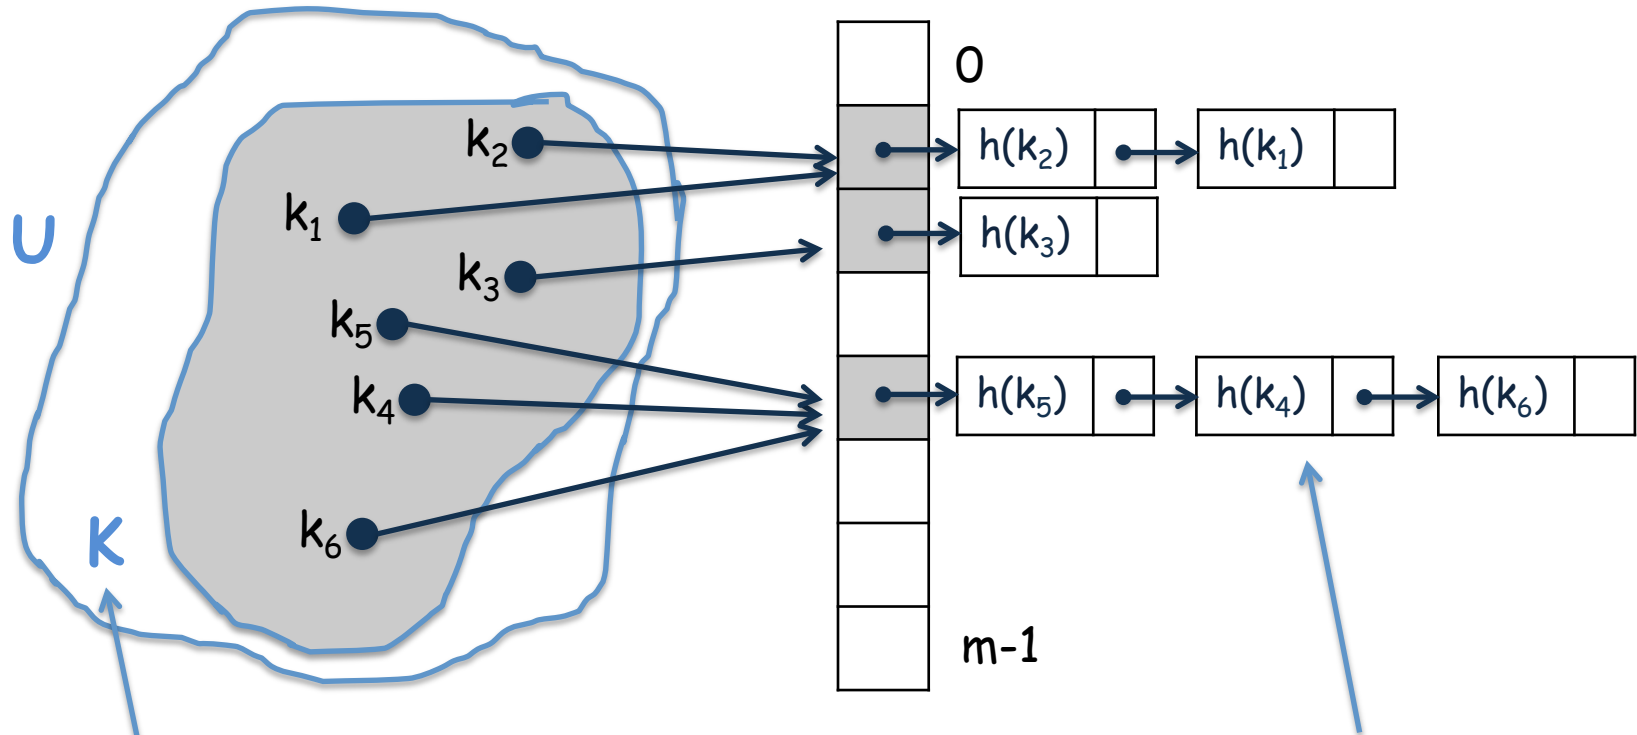 U
K
k₂
k₁
k₃
k₅
k₄
k₆
0
h(k₂) h(k₁)
h(k₃)
h(k₅) h(k₄) h(k₆)
m-1